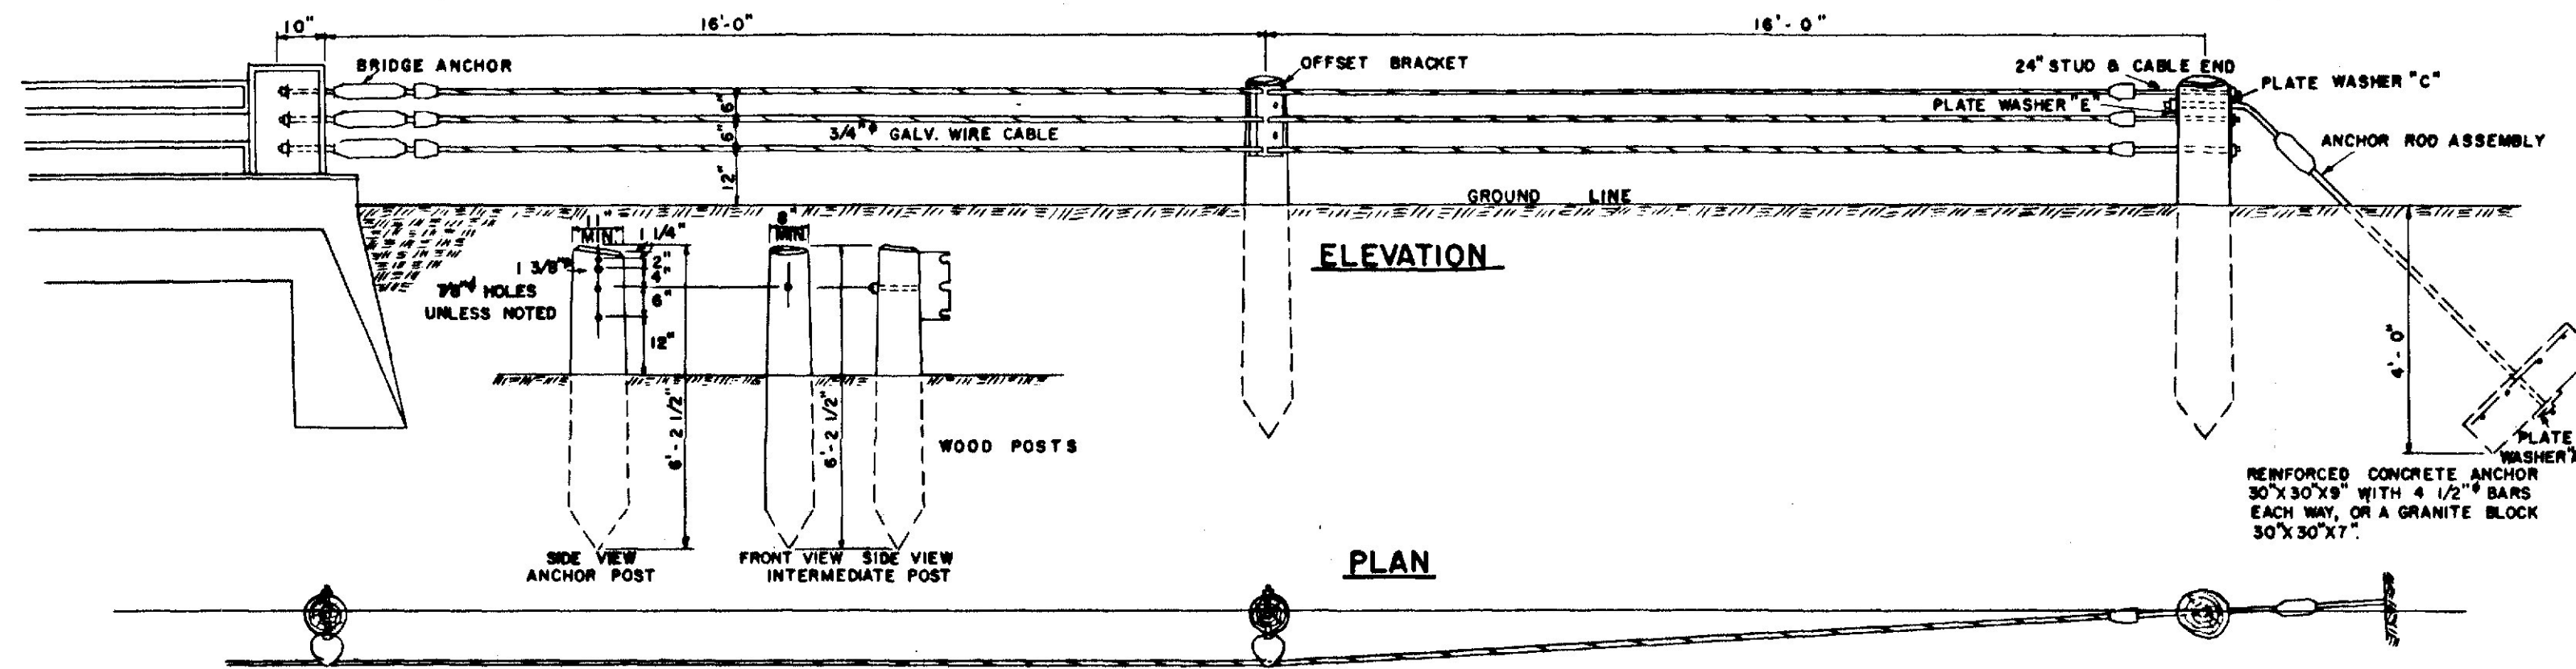 10"
16'-0"
16'-0"
BRIDGE ANCHOR
OFFSET BRACKET
24" STUD & CABLE END
PLATE WASHER "C"
PLATE WASHER "E"
6"
6"
12"
3/4"ᶲ GALV. WIRE CABLE
ANCHOR ROD ASSEMBLY
GROUND LINE
11"
MIN.
8"
MIN.
1 1/4"
2"
4"
6"
12"
1 3/8"ᶲ
7/8"ᶲ HOLES
UNLESS NOTED
ELEVATION
6'-2 1/2"
6'-2 1/2"
WOOD POSTS
4'-0"
PLATE
WASHER
REINFORCED CONCRETE ANCHOR
30"X30"X9" WITH 4 1/2"ᶲ BARS
EACH WAY, OR A GRANITE BLOCK
30"X30"X7".
SIDE VIEW
ANCHOR POST
FRONT VIEW SIDE VIEW
INTERMEDIATE POST
PLAN